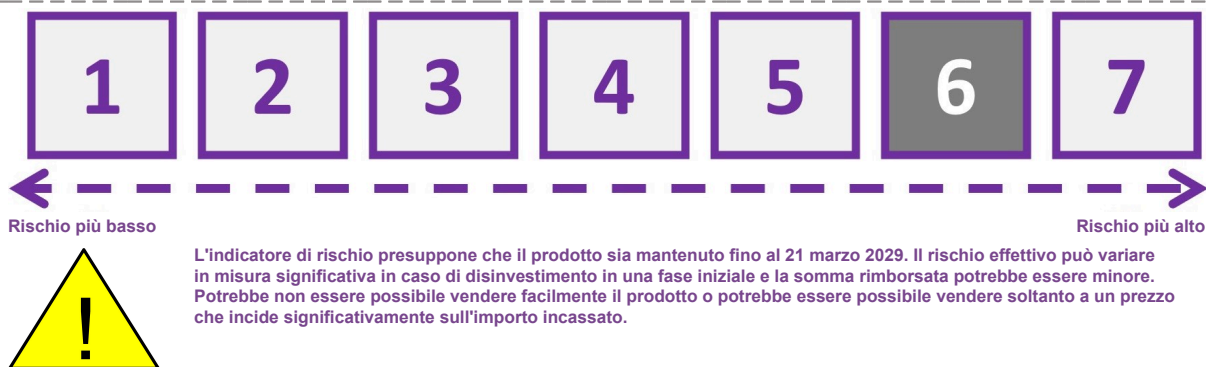 1 2 3 4 5 6 7
Rischio più basso Rischio più alto
L'indicatore di rischio presuppone che il prodotto sia mantenuto fino al 21 marzo 2029. Il rischio effettivo può variare
in misura significativa in caso di disinvestimento in una fase iniziale e la somma rimborsata potrebbe essere minore.
Potrebbe non essere possibile vendere facilmente il prodotto o potrebbe essere possibile vendere soltanto a un prezzo
che incide significativamente sull'importo incassato.
!